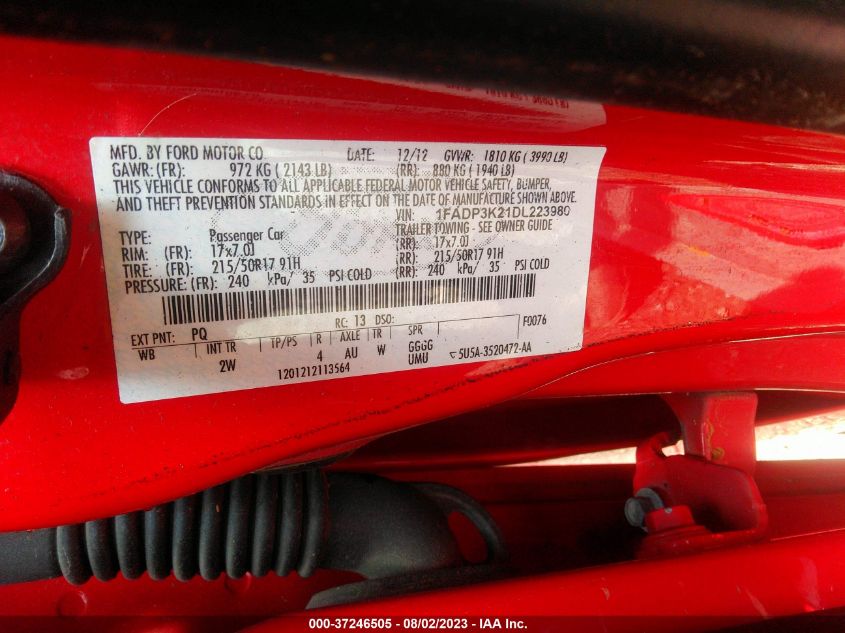 MFD. BY FORD MOTOR CO. DATE: 12/12 GVWR: 1810 KG ( 3990 LB)
GAWR:(FR): 972 KG ( 2143 LB) (RR): 880 KG ( 1940 LB)
THIS VEHICLE CONFORMS TO ALL APPLICABLE FEDERAL MOTOR VEHICLE SAFETY, BUMPER,
AND THEFT PREVENTION STANDARDS IN EFFECT ON THE DATE OF MANUFACTURE SHOWN ABOVE.
VIN: 1FADP3K21DL223980
TYPE: Passenger Car TRAILER TOWING - SEE OWNER GUIDE
RIM: (FR): 17x7.0J (RR): 17x7.0J
TIRE: (FR): 215/50R17 91H (RR): 215/50R17 91H
PRESSURE: (FR): 240 kPa/ 35 PSI COLD (RR): 240 kPa/ 35 PSI COLD
RC: 13 DSO: F0076
EXT PNT: PQ
WB INT TR TP/PS R AXLE TR SPR
2W 4 AU W GGGG
UMU 5U5A-3520472-AA
1201212113564
000-37246505 - 08/02/2023 - IAA Inc.